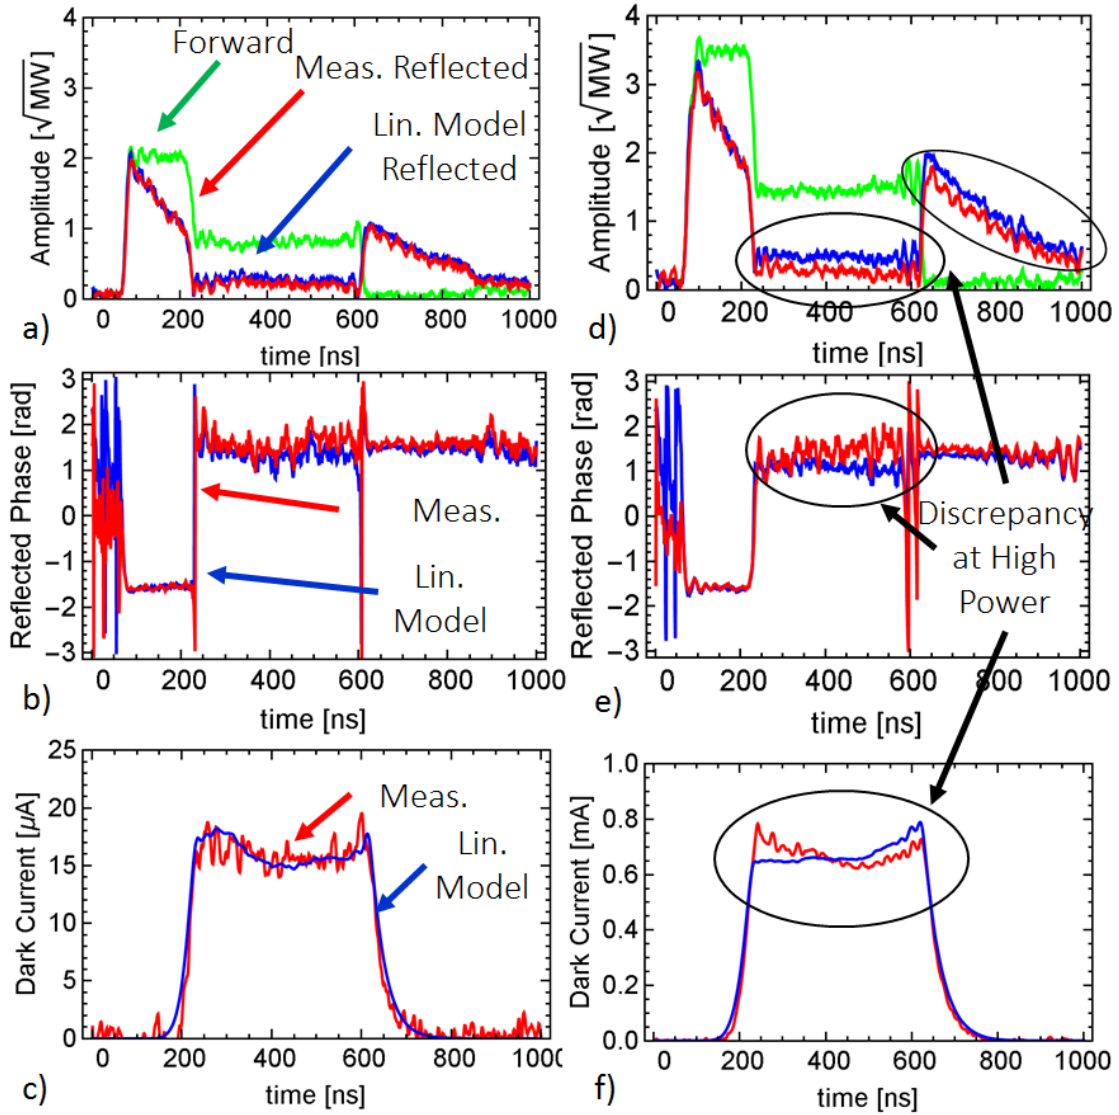 4
3
2
1
0
Amplitude [√MW]
Forward
Meas. Reflected
Lin. Model
Reflected
0 200 400 600 800 1000
time [ns]
a)
4
3
2
1
0
Amplitude [√MW]
0 200 400 600 800 1000
time [ns]
d)
3
2
1
0
−1
−2
−3
Reflected Phase [rad]
Meas.
Lin.
Model
0 200 400 600 800 1000
time [ns]
b)
3
2
1
0
−1
−2
−3
Reflected Phase [rad]
Discrepancy
at High
Power
0 200 400 600 800 1000
time [ns]
e)
25
20
15
10
5
0
Dark Current [μA]
Meas.
Lin.
Model
0 200 400 600 800 1000
time [ns]
c)
1.0
0.8
0.6
0.4
0.2
0.0
Dark Current [mA]
0 200 400 600 800 1000
time [ns]
f)